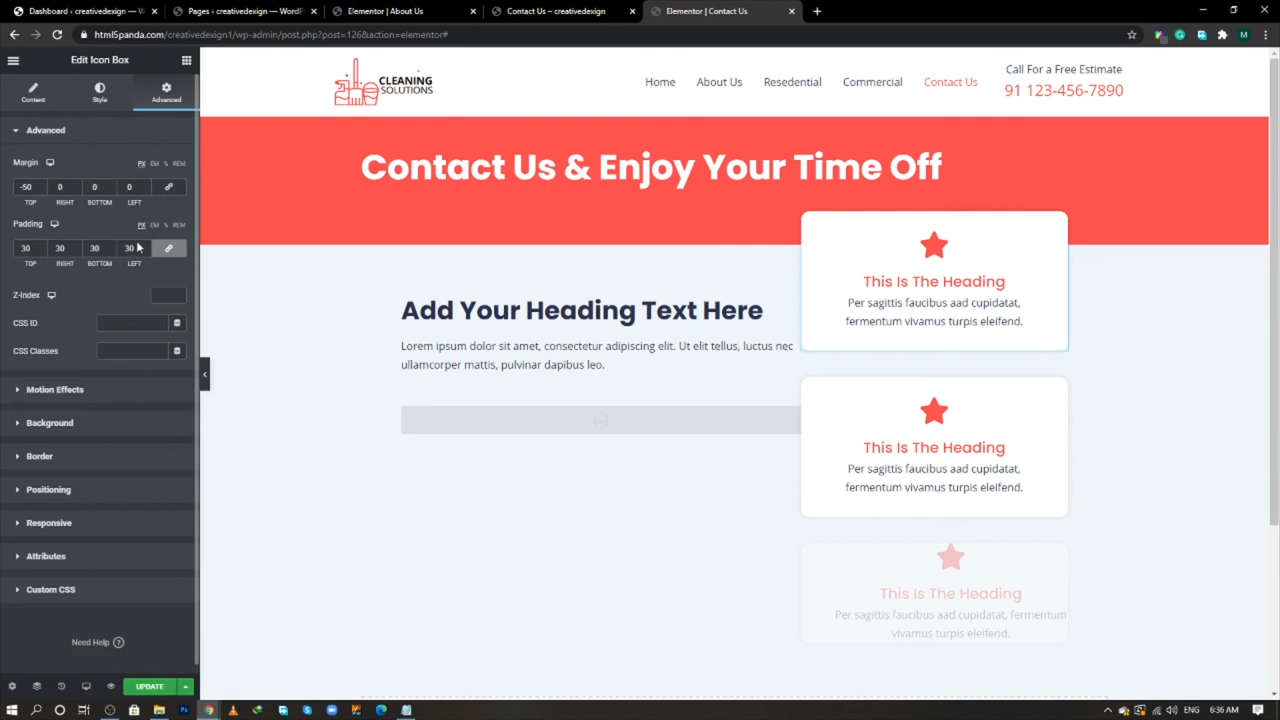 Dashboard ‹ creativedesign — W
Pages ‹ creativedesign — WordPr
Elementor | About Us
Contact Us – creativedesign
Elementor | Contact Us
html5panda.com/creativedesign1/wp-admin/post.php?post=126&action=elementor#
Edit Icon Box
Content
Style
Advanced
Advanced
Margin
PX EM % REM
-50 0 0 0
TOP RIGHT BOTTOM LEFT
Padding
PX EM % REM
30 30 30 30
TOP RIGHT BOTTOM LEFT
Z-Index
CSS ID
CSS Classes
Motion Effects
Background
Border
Positioning
Responsive
Attributes
Custom CSS
Need Help
UPDATE
CLEANING
SOLUTIONS
Home
About Us
Resedential
Commercial
Contact Us
Call For a Free Estimate
91 123-456-7890
Contact Us & Enjoy Your Time Off
Add Your Heading Text Here
Lorem ipsum dolor sit amet, consectetur adipiscing elit. Ut elit tellus, luctus nec
ullamcorper mattis, pulvinar dapibus leo.
This Is The Heading
Per sagittis faucibus aad cupidatat,
fermentum vivamus turpis eleifend.
This Is The Heading
Per sagittis faucibus aad cupidatat,
fermentum vivamus turpis eleifend.
This Is The Heading
Per sagittis faucibus aad cupidatat, fermentum
vivamus turpis eleifend.
ENG
6:36 AM